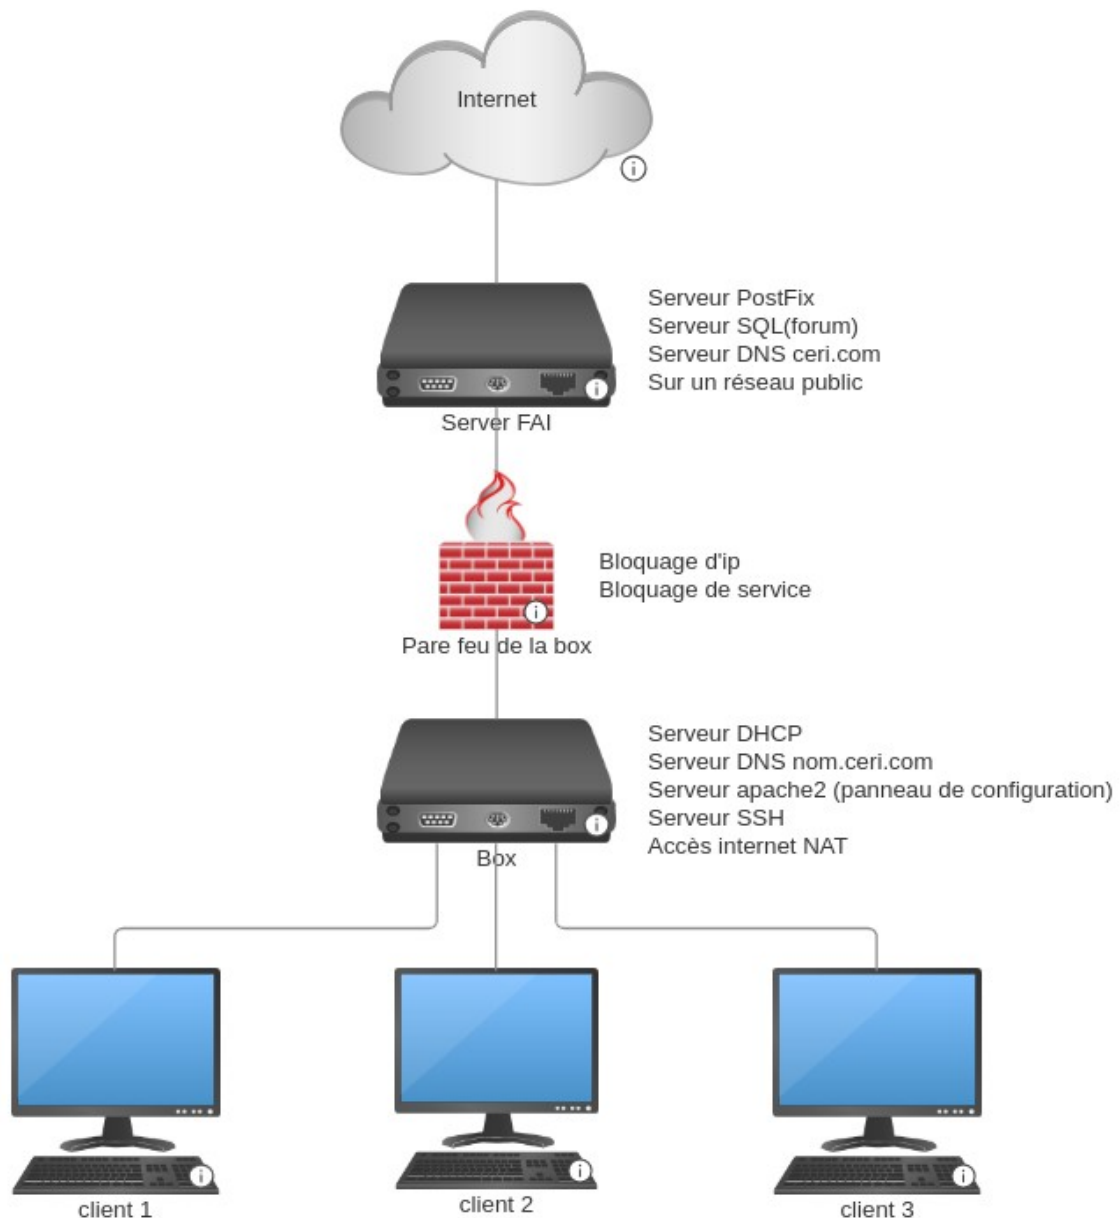 Internet
Serveur PostFix
Serveur SQL(forum)
Serveur DNS ceri.com
Sur un réseau public
Server FAI
Bloquage d'ip
Bloquage de service
Pare feu de la box
Serveur DHCP
Serveur DNS nom.ceri.com
Serveur apache2 (panneau de configuration)
Serveur SSH
Accès internet NAT
Box
client 1
client 2
client 3